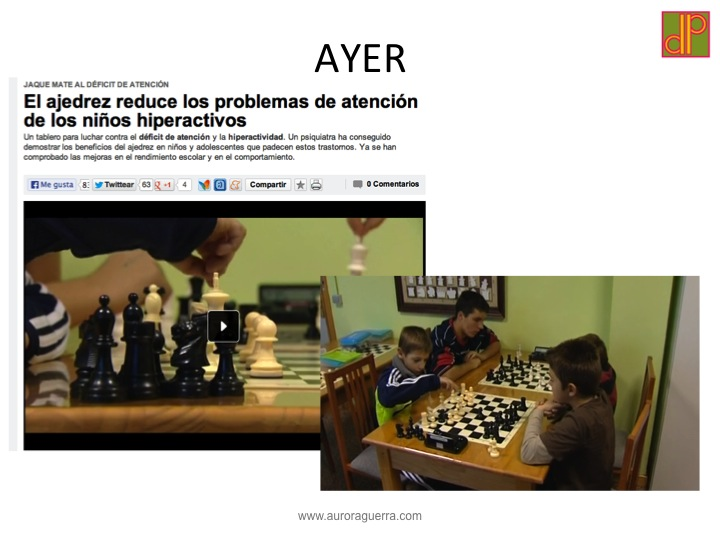 AYER
dp
JAQUE MATE AL DÉFICIT DE ATENCIÓN
El ajedrez reduce los problemas de atención
de los niños hiperactivos
Un tablero para luchar contra el déficit de atención y la hiperactividad. Un psiquiatra ha conseguido
demostrar los beneficios del ajedrez en niños y adolescentes que padecen estos trastornos. Ya se han
comprobado las mejoras en el rendimiento escolar y en el comportamiento.
Me gusta Twittear 63 +1 4 Compartir 0 Comentarios
www.auroraguerra.com